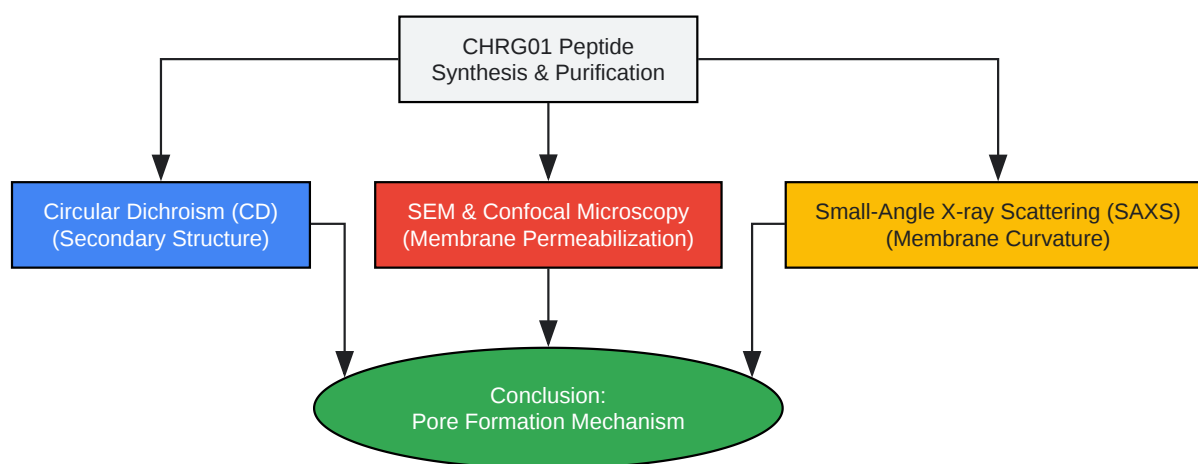 CHRG01 Peptide
Synthesis & Purification
Circular Dichroism (CD)
(Secondary Structure)
SEM & Confocal Microscopy
(Membrane Permeabilization)
Small-Angle X-ray Scattering (SAXS)
(Membrane Curvature)
Conclusion:
Pore Formation Mechanism